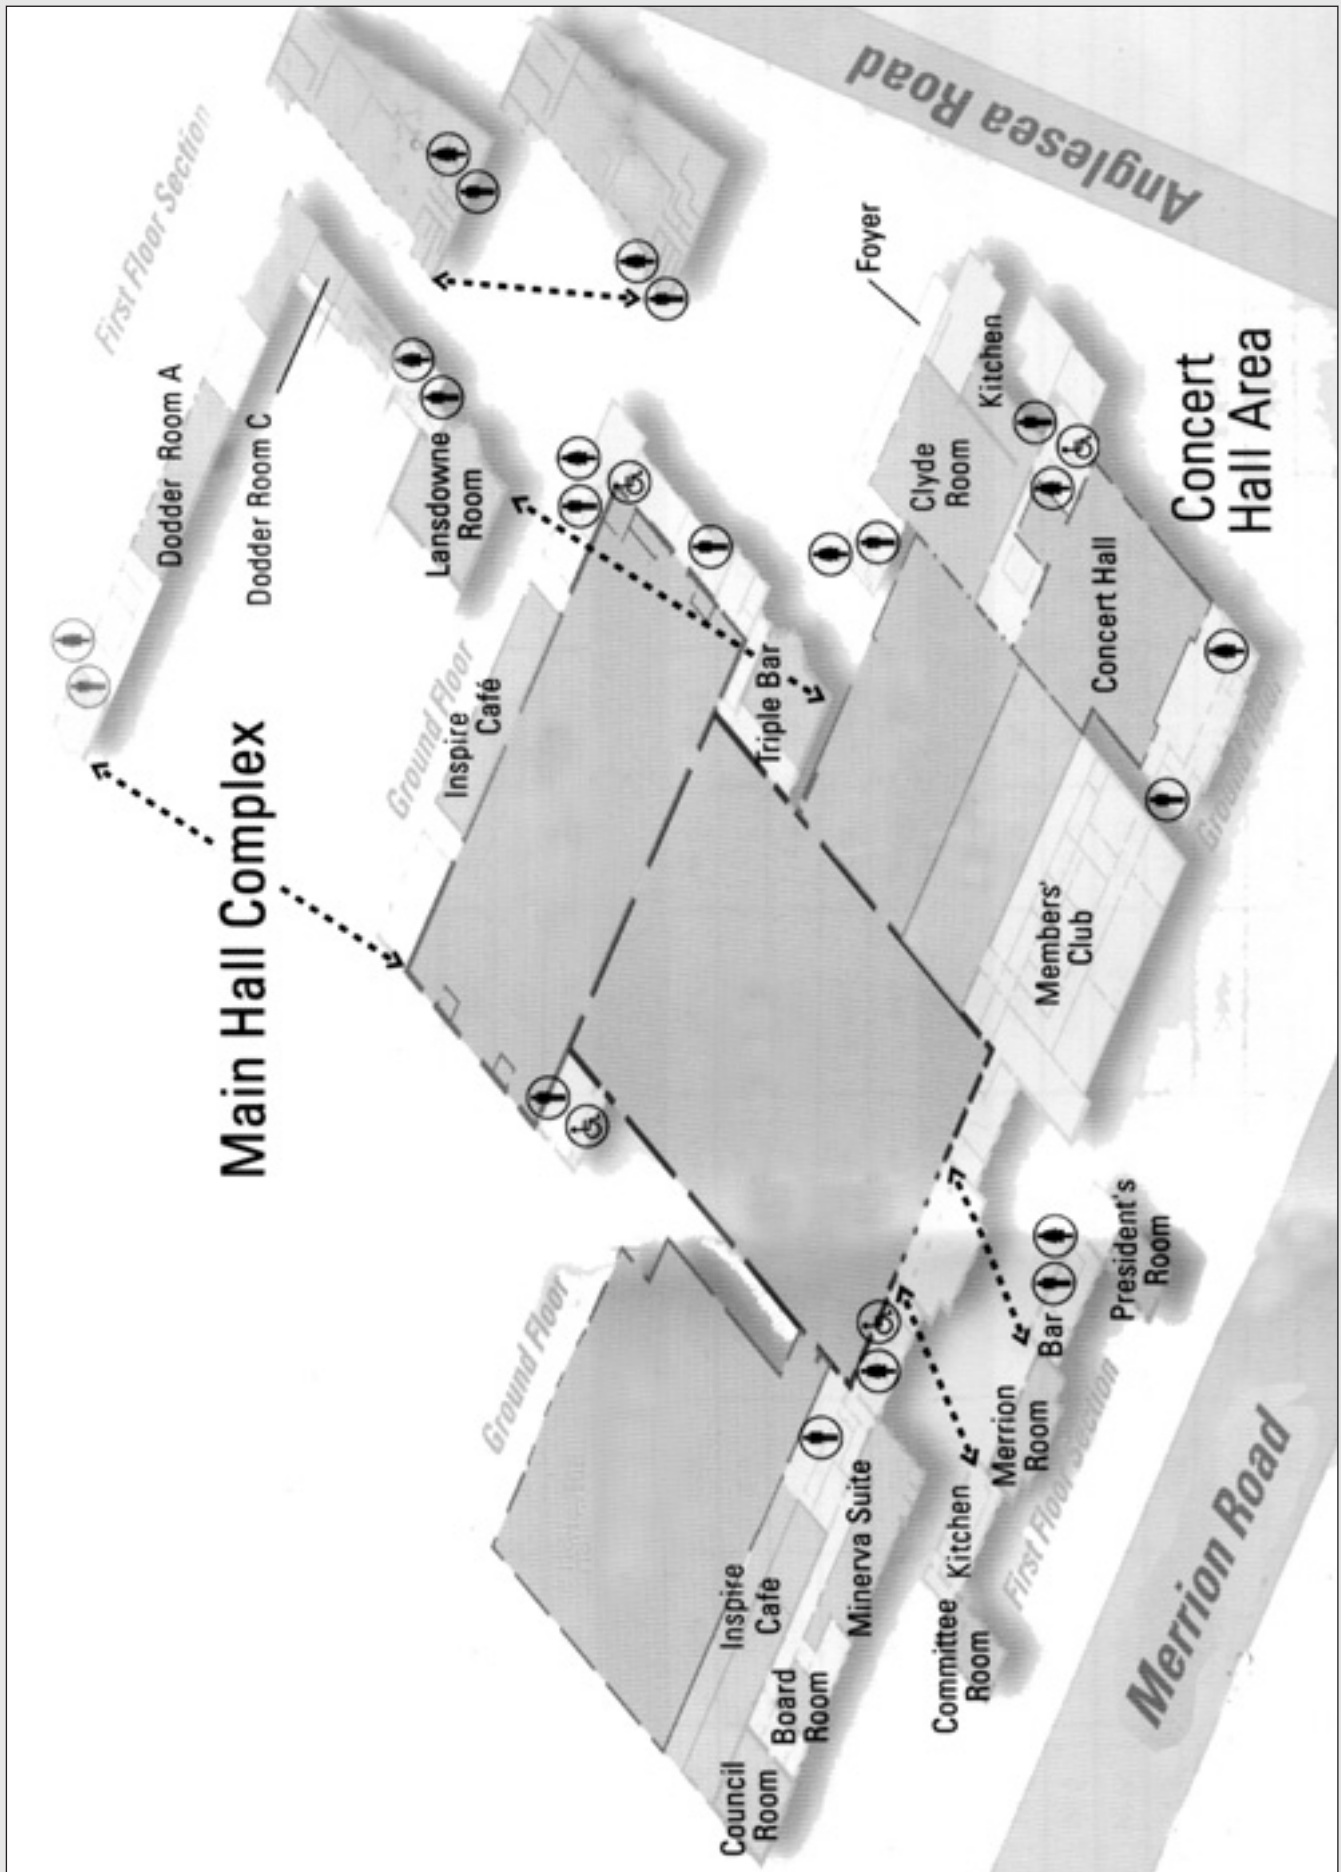 Main Hall Complex
First Floor Section
Dodder Room A
Dodder Room C
Lansdowne
Room
Ground Floor
Inspire
Café
Triple Bar
Foyer
Anglesea Road
Kitchen
Clyde
Room
Concert Hall
Concert
Hall Area
Ground Floor
Members'
Club
Ground Floor
Council
Room
Board
Room
Inspire
Cafe
Minerva Suite
Committee
Room
Kitchen
Merrion
Room
Bar
President's
Room
First Floor Section
Merrion Road